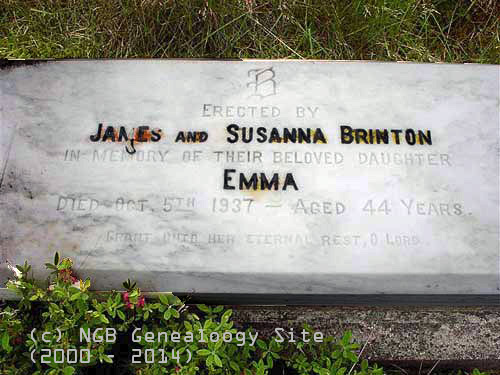 B
ERECTED BY
JAMES AND SUSANNA BRINTON
IN MEMORY OF THEIR BELOVED DAUGHTER
EMMA
DIED OCT. 5TH 1937 - AGED 44 YEARS.
GRANT UNTO HER ETERNAL REST, O LORD.
(c) NGB Genealoogy Site
(2000 - 2014)